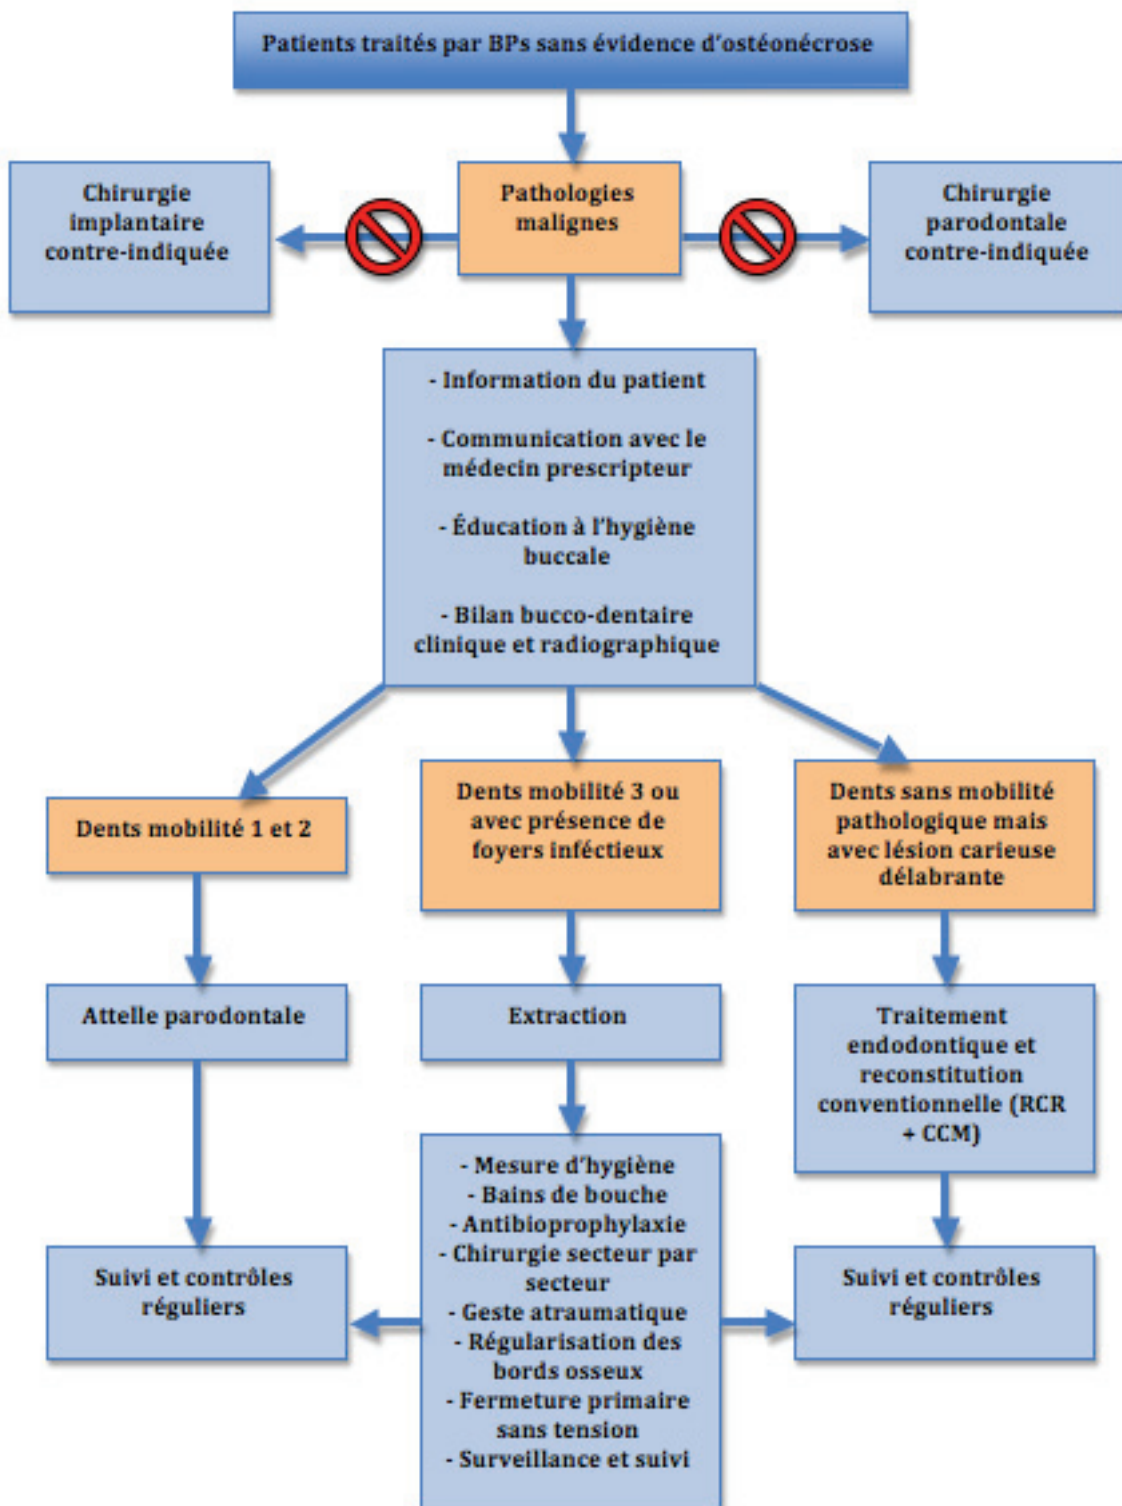 Patients traités par BPs sans évidence d'ostéonécrose
Chirurgie
implantaire
contre-indiquée
Pathologies
malignes
Chirurgie
parodontale
contre-indiquée
- Information du patient
- Communication avec le
médecin prescripteur
- Éducation à l'hygiène
buccale
- Bilan bucco-dentaire
clinique et radiographique
Dents mobilité 1 et 2
Dents mobilité 3 ou
avec présence de
foyers inféctieux
Dents sans mobilité
pathologique mais
avec lésion carieuse
délabrante
Attelle parodontale
Extraction
Traitement
endodontique et
reconstitution
conventionnelle (RCR
+ CCM)
- Mesure d'hygiène
- Bains de bouche
- Antibioprophylaxie
- Chirurgie secteur par
secteur
- Geste atraumatique
- Régularisation des
bords osseux
- Fermeture primaire
sans tension
- Surveillance et suivi
Suivi et contrôles
réguliers
Suivi et contrôles
réguliers